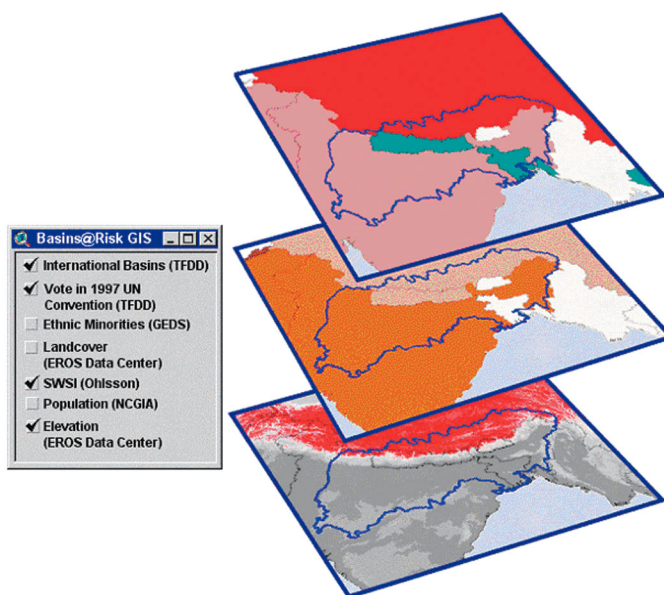 Basins@Risk GIS
International Basins (TFDD)
Vote in 1997 UN
Convention (TFDD)
Ethnic Minorities (GEDS)
Landcover
(EROS Data Center)
SWSI (Ohlsson)
Population (NCGIA)
Elevation
(EROS Data Center)